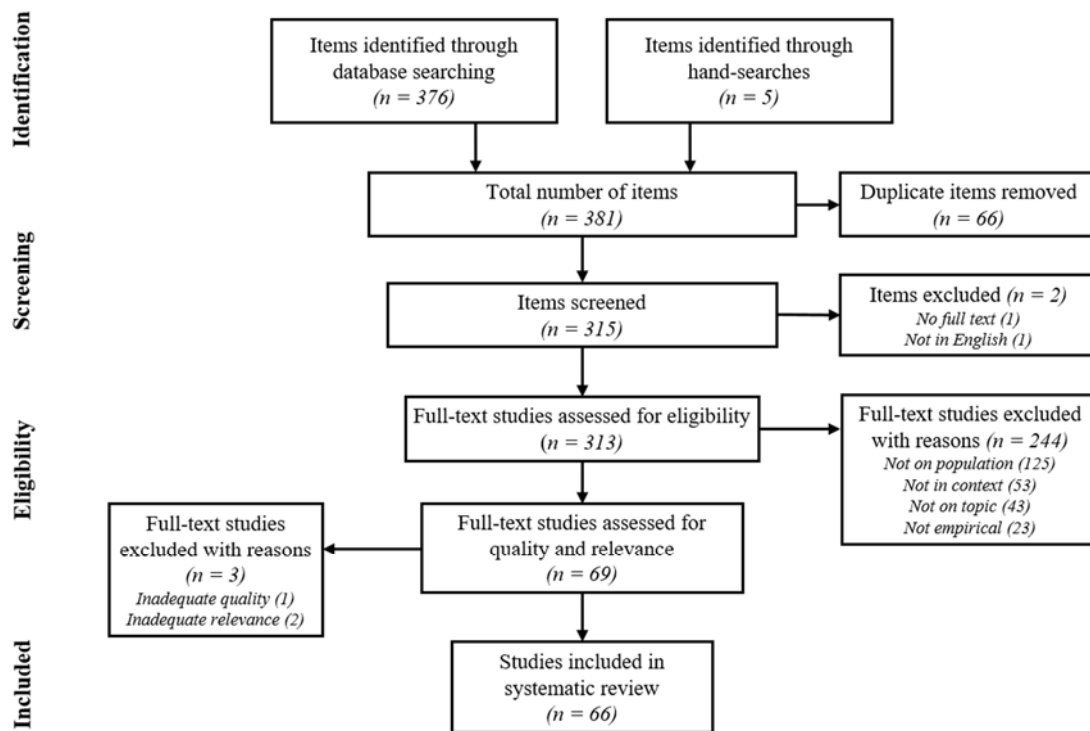 Identification
Items identified through
database searching
(n = 376)
Items identified through
hand-searches
(n = 5)
Total number of items
(n = 381)
Duplicate items removed
(n = 66)
Screening
Items screened
(n = 315)
Items excluded (n = 2)
No full text (1)
Not in English (1)
Eligibility
Full-text studies assessed for eligibility
(n = 313)
Full-text studies excluded
with reasons (n = 244)
Not on population (125)
Not in context (53)
Not on topic (43)
Not empirical (23)
Full-text studies
excluded with reasons
(n = 3)
Inadequate quality (1)
Inadequate relevance (2)
Full-text studies assessed for
quality and relevance
(n = 69)
Included
Studies included in
systematic review
(n = 66)